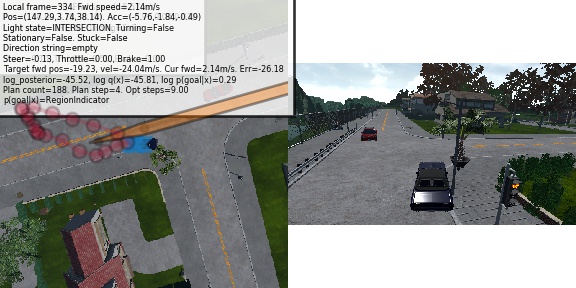 Local frame=334. Fwd speed=2.14m/s
Pos=(147.29,3.74,38.14). Acc=(-5.76,-1.84,-0.49)
Light state=INTERSECTION. Turning=False
Stationary=False. Stuck=False
Direction string=empty
Steer=-0.13, Throttle=0.00, Brake=1.00
Target fwd pos=-19.23, vel=-24.04m/s. Cur fwd=2.14m/s. Err=-26.18
log_posterior=-45.52, log q(x)=-45.81, log p(goal|x)=0.29
Plan count=188. Plan step=4. Opt steps=9.00
p(goal|x)=RegionIndicator